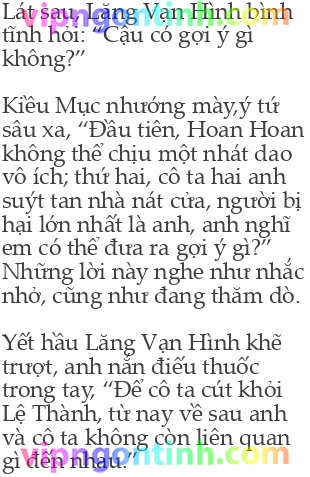 Lát sau, Lăng Vạn Hình bình
vipngontinh.com
tĩnh hỏi: “Cậu có gợi ý gì
không?”
Kiều Mục nhướng mày,ý tứ
sâu xa, “Đầu tiên, Hoan Hoan
không thể chịu một nhát dao
vô ích; thứ hai, cô ta hai anh
suýt tan nhà nát cửa, người bị
hại lớn nhất là anh, anh nghĩ
em có thể đưa ra gợi ý gì?”
Những lời này nghe như nhắc
nhở, cũng như đang thăm dò.
Yết hầu Lăng Vạn Hình khẽ
trượt, anh nắn điếu thuốc
trong tay, “Để cô ta cút khỏi
Lệ Thành, từ nay về sau anh
và cô ta không còn liên quan
vipngontinh.com
gì đến nhau.”